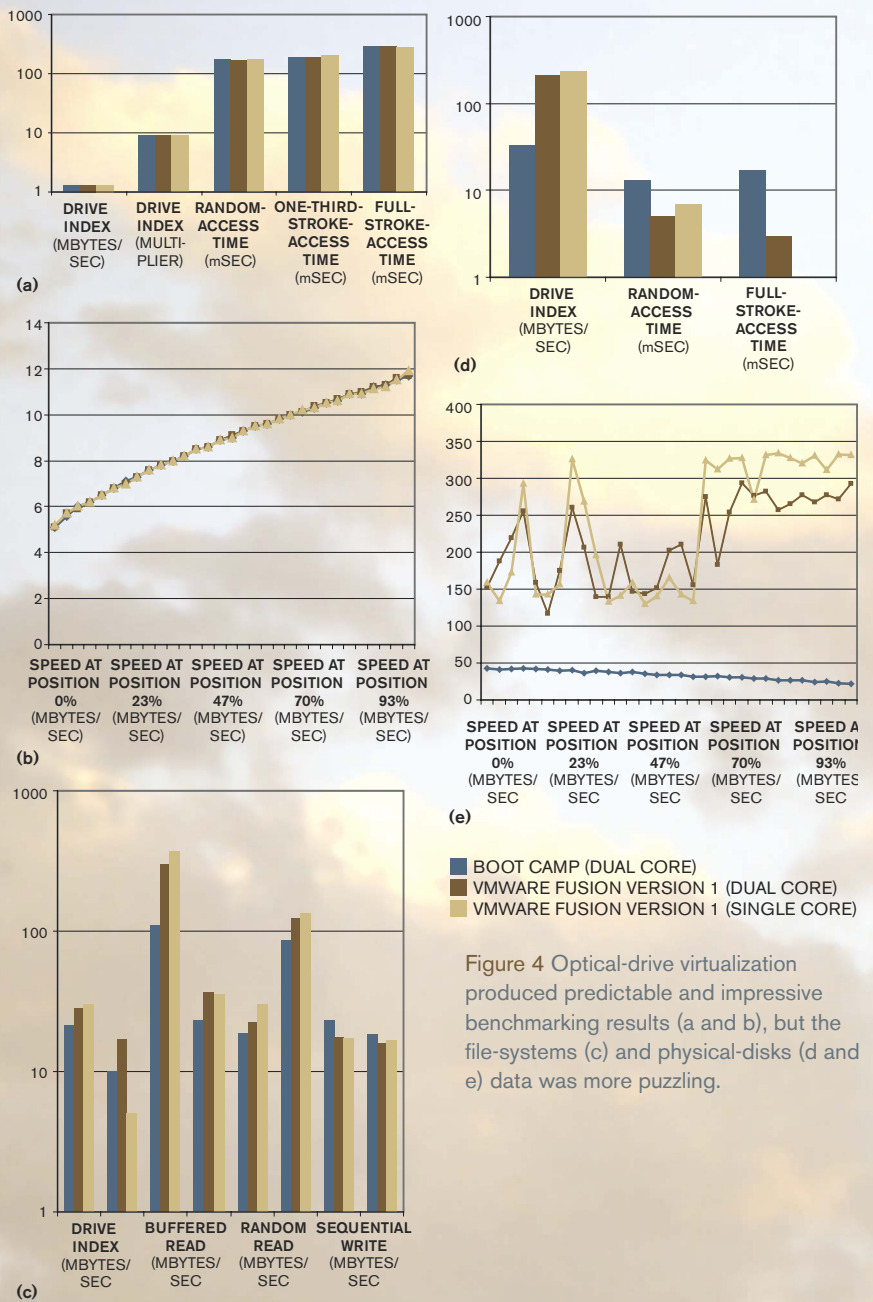 1000
100
10
1
DRIVE
INDEX
(MBYTES/
SEC)
DRIVE
INDEX
(MULTI-
PLIER)
RANDOM-
ACCESS
TIME
(mSEC)
ONE-THIRD-
STROKE-
ACCESS
TIME
(mSEC)
FULL-
STROKE-
ACCESS
TIME
(mSEC)
(a)
1000
100
10
1
DRIVE
INDEX
(MBYTES/
SEC)
RANDOM-
ACCESS
TIME
(mSEC)
FULL-
STROKE-
ACCESS
TIME
(mSEC)
(d)
14
12
10
8
6
4
2
0
SPEED AT
POSITION
0%
(MBYTES/
SEC)
SPEED AT
POSITION
23%
(MBYTES/
SEC)
SPEED AT
POSITION
47%
(MBYTES/
SEC)
SPEED AT
POSITION
70%
(MBYTES/
SEC)
SPEED AT
POSITION
93%
(MBYTES/
SEC)
(b)
400
350
300
250
200
150
100
50
0
SPEED AT
POSITION
0%
(MBYTES/
SEC
SPEED AT
POSITION
23%
(MBYTES/
SEC
SPEED AT
POSITION
47%
(MBYTES/
SEC
SPEED AT
POSITION
70%
(MBYTES/
SEC
SPEED A
POSITION
93%
(MBYTES
SEC
(e)
1000
100
10
1
DRIVE
INDEX
(MBYTES/
SEC
BUFFERED
READ
(MBYTES/
SEC
RANDOM
READ
(MBYTES/
SEC
SEQUENTIAL
WRITE
(MBYTES/
SEC
(c)
BOOT CAMP (DUAL CORE)
VMWARE FUSION VERSION 1 (DUAL CORE)
VMWARE FUSION VERSION 1 (SINGLE CORE)
Figure 4 Optical-drive virtualization
produced predictable and impressive
benchmarking results (a and b), but the
file-systems (c) and physical-disks (d and
e) data was more puzzling.